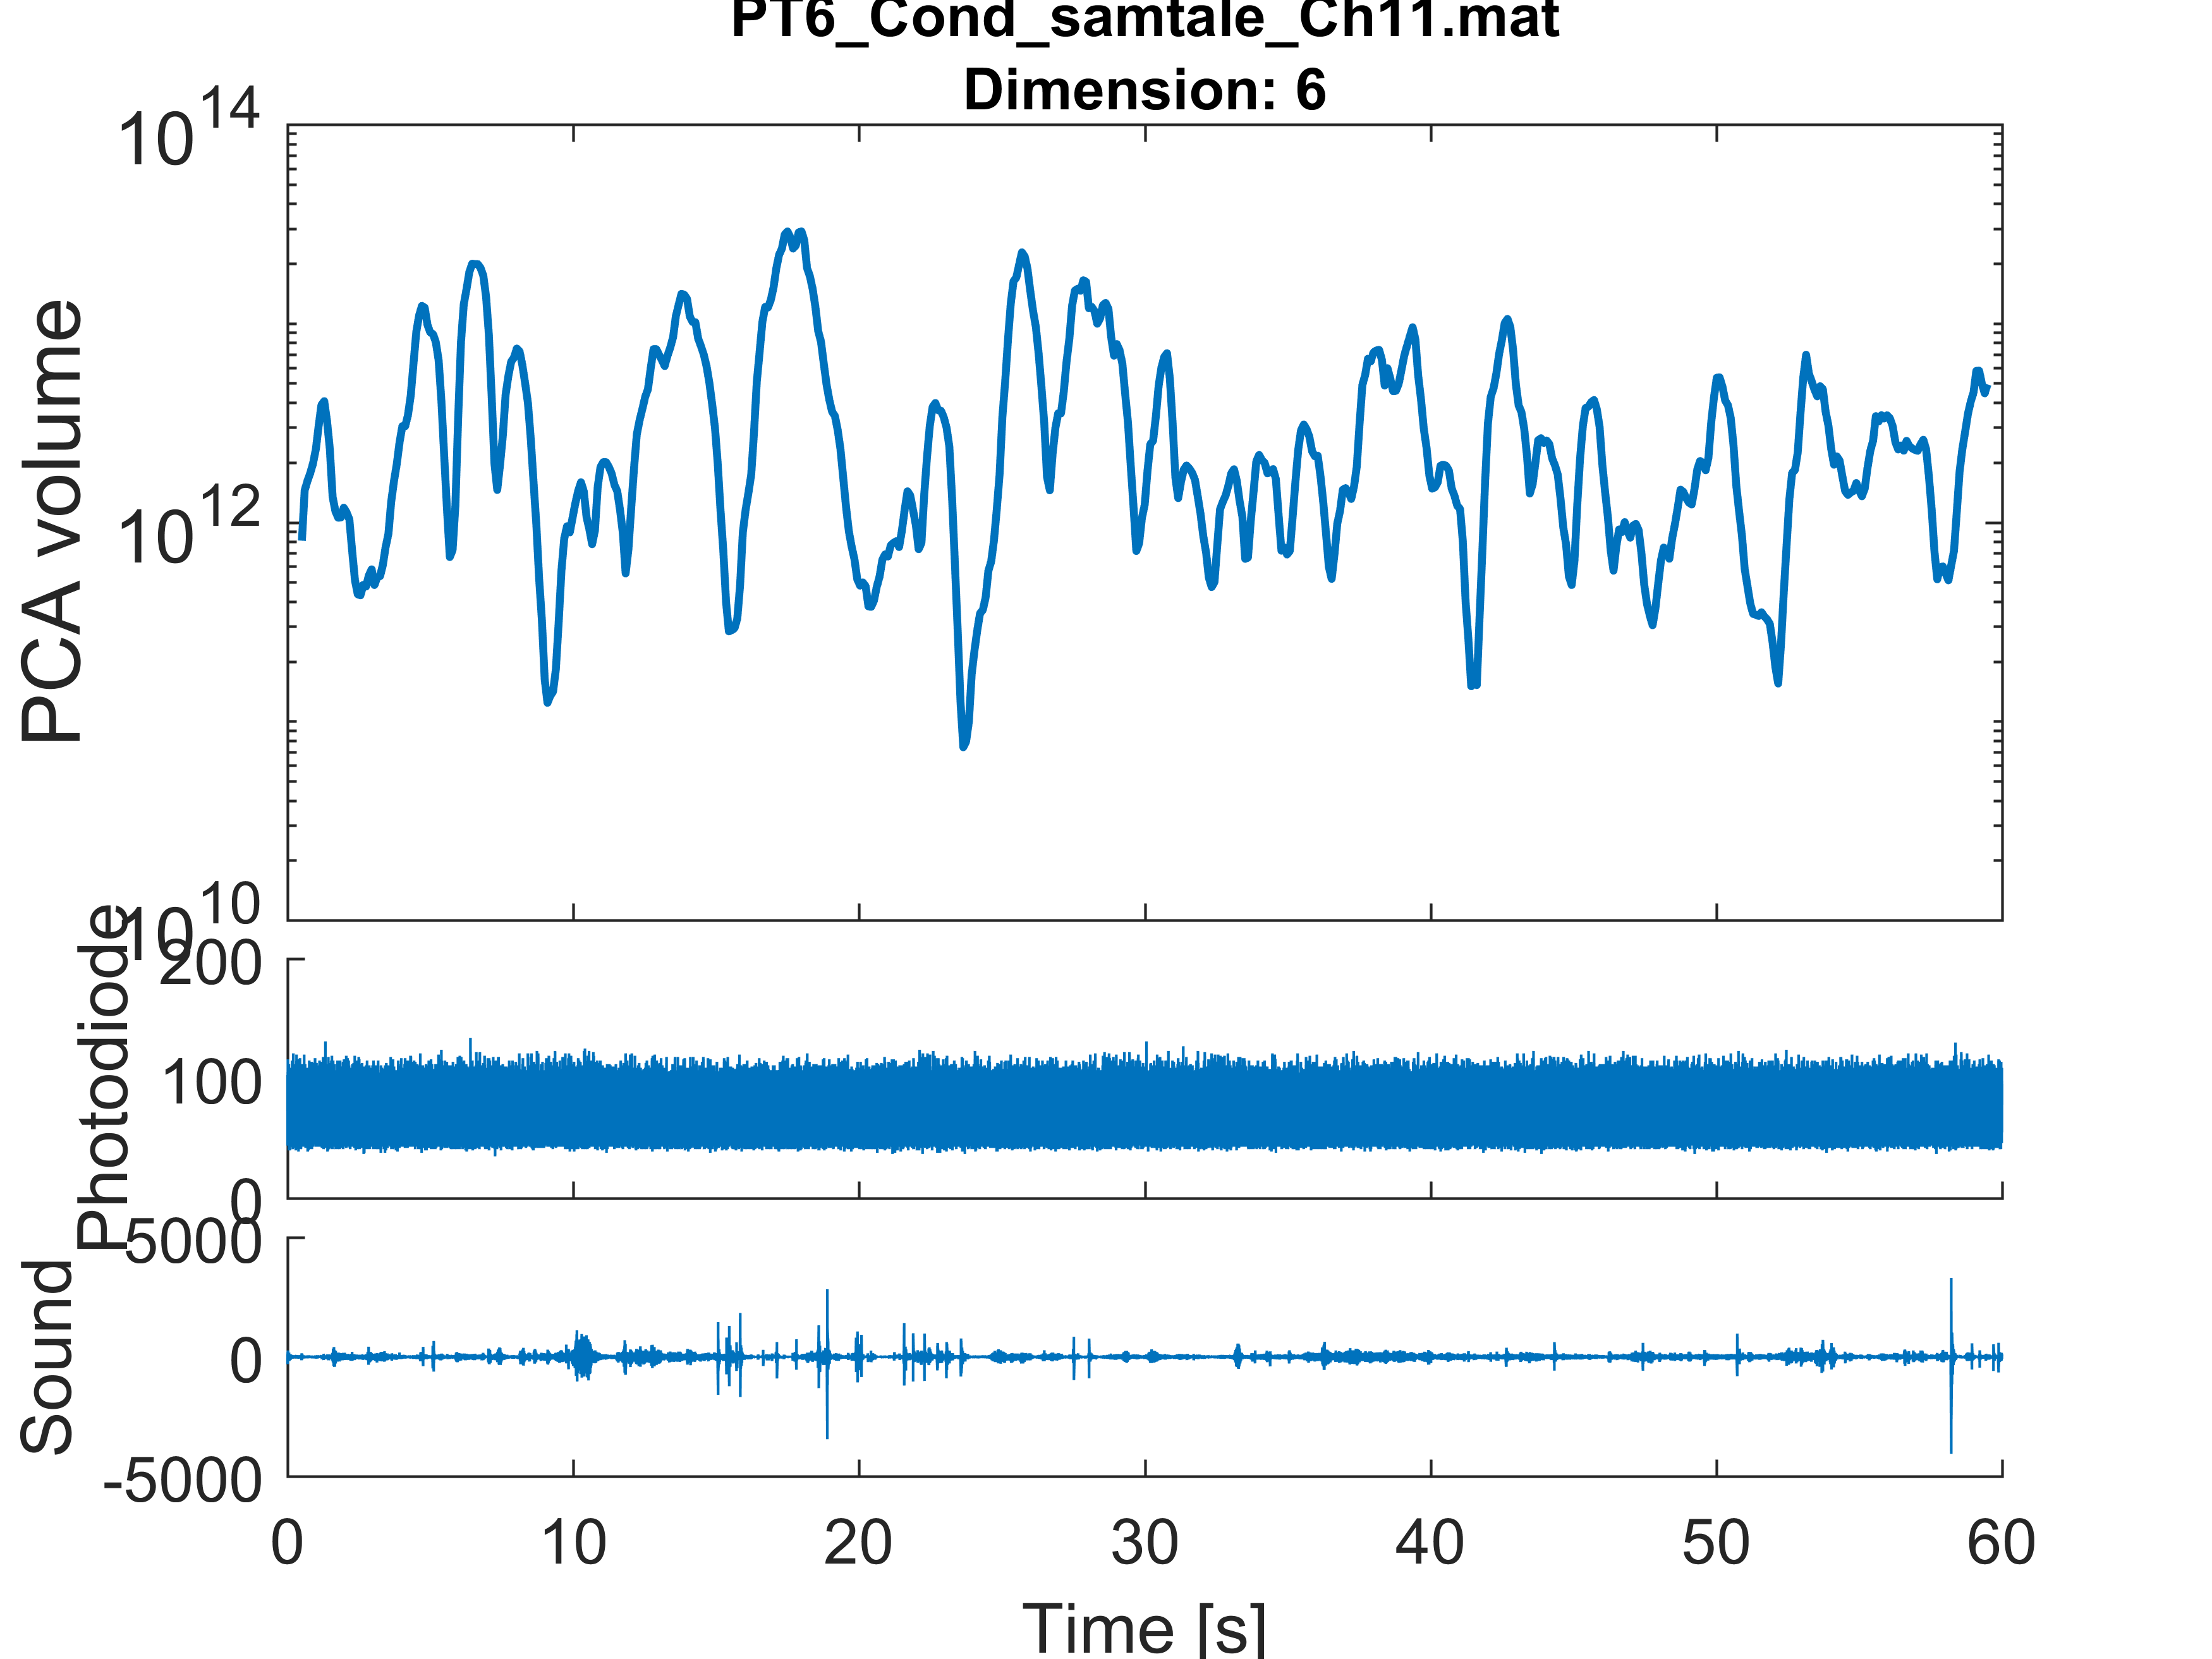 PT6_Cond_samtale_Ch11.mat
Dimension: 6
PCA volume
10^14
10^12
10^10
Photodiode
200
100
0
Sound
5000
0
-5000
0 10 20 30 40 50 60
Time [s]